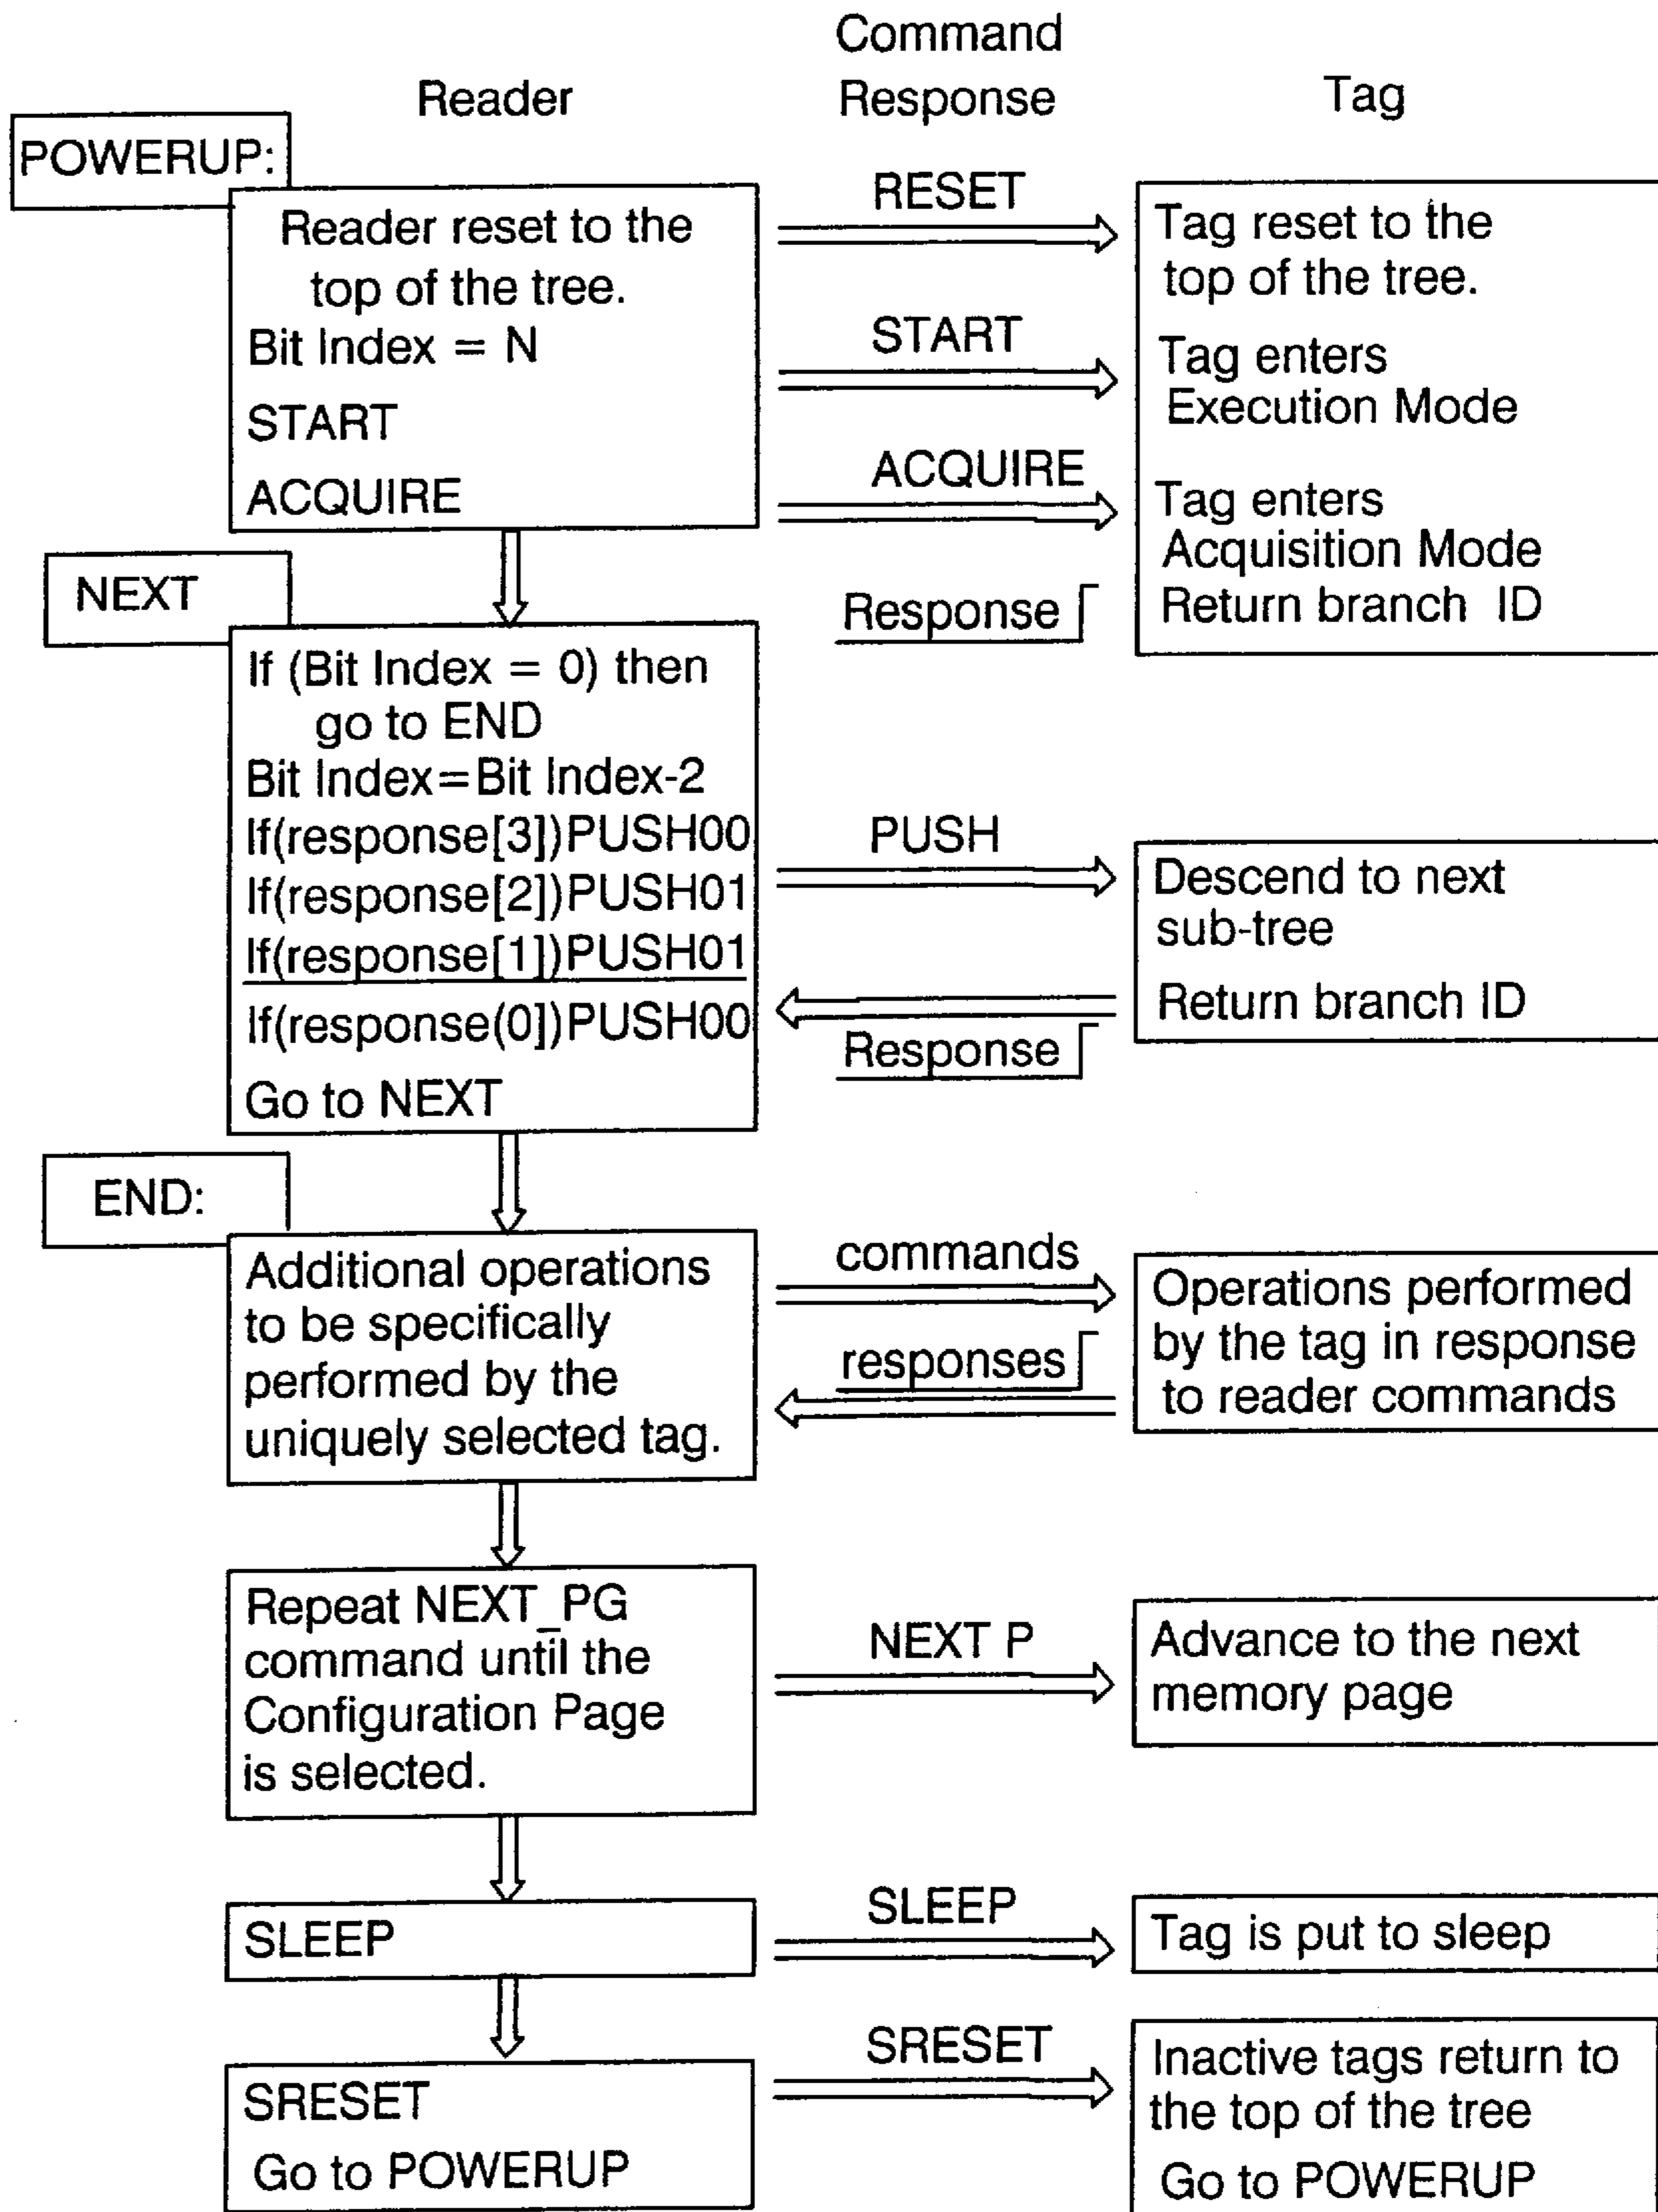 Command
Reader
Response
Tag
POWERUP:
Reader reset to the
top of the tree.
Bit Index = N
START
ACQUIRE
RESET
START
ACQUIRE
Response
Tag reset to the
top of the tree.
Tag enters
Execution Mode
Tag enters
Acquisition Mode
Return branch ID
NEXT
If (Bit Index = 0) then
go to END
Bit Index=Bit Index-2
If(response[3])PUSH00
If(response[2])PUSH01
If(response[1])PUSH01
If(response(0])PUSH00
Go to NEXT
PUSH
Response
Descend to next
sub-tree
Return branch ID
END:
Additional operations
to be specifically
performed by the
uniquely selected tag.
commands
responses
Operations performed
by the tag in response
to reader commands
Repeat NEXT_PG
command until the
Configuration Page
is selected.
NEXT P
Advance to the next
memory page
SLEEP
SLEEP
Tag is put to sleep
SRESET
Go to POWERUP
SRESET
Inactive tags return to
the top of the tree
Go to POWERUP